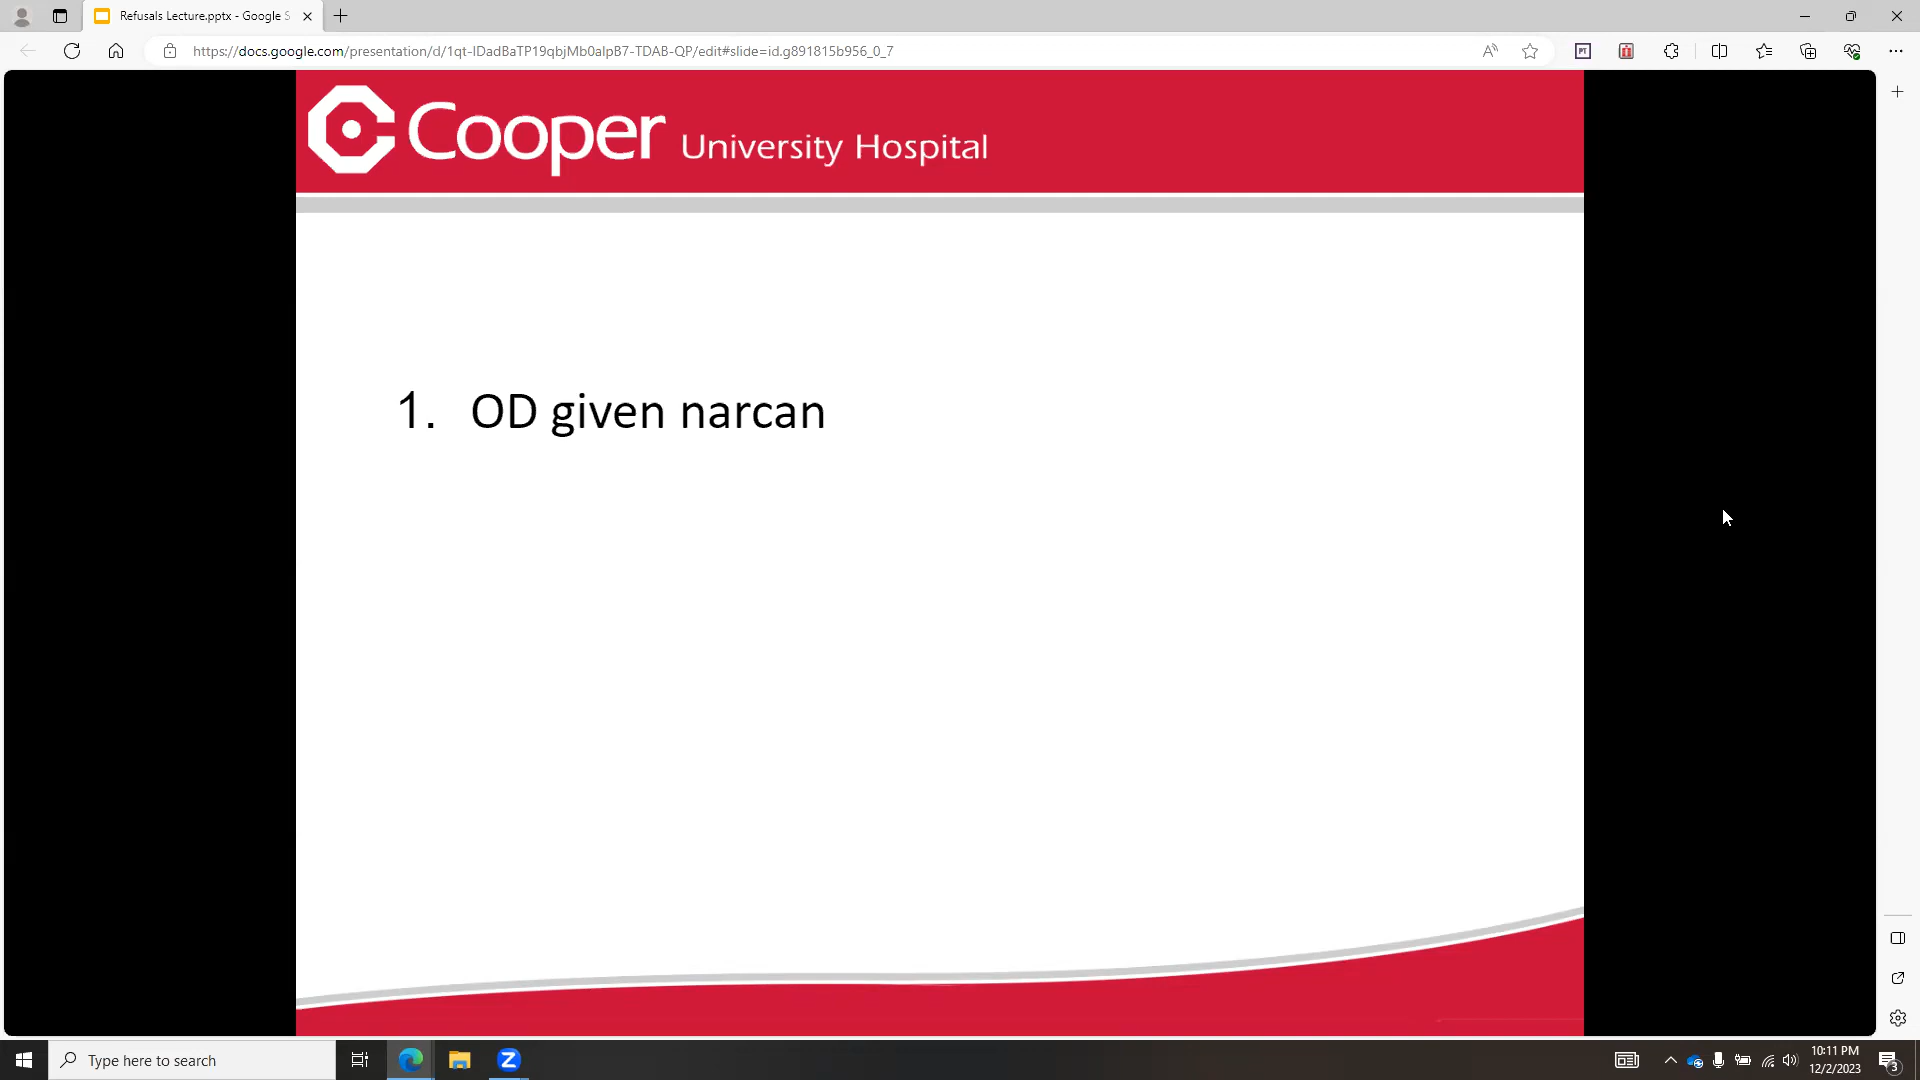 Refusals Lecture.pptx - Google S
https://docs.google.com/presentation/d/1qt-IDadBaTP19qbjMb0alpB7-TDAB-QP/edit#slide=id.g891815b956_0_7
Cooper University Hospital
1. OD given narcan
Type here to search
10:11 PM
12/2/2023
3